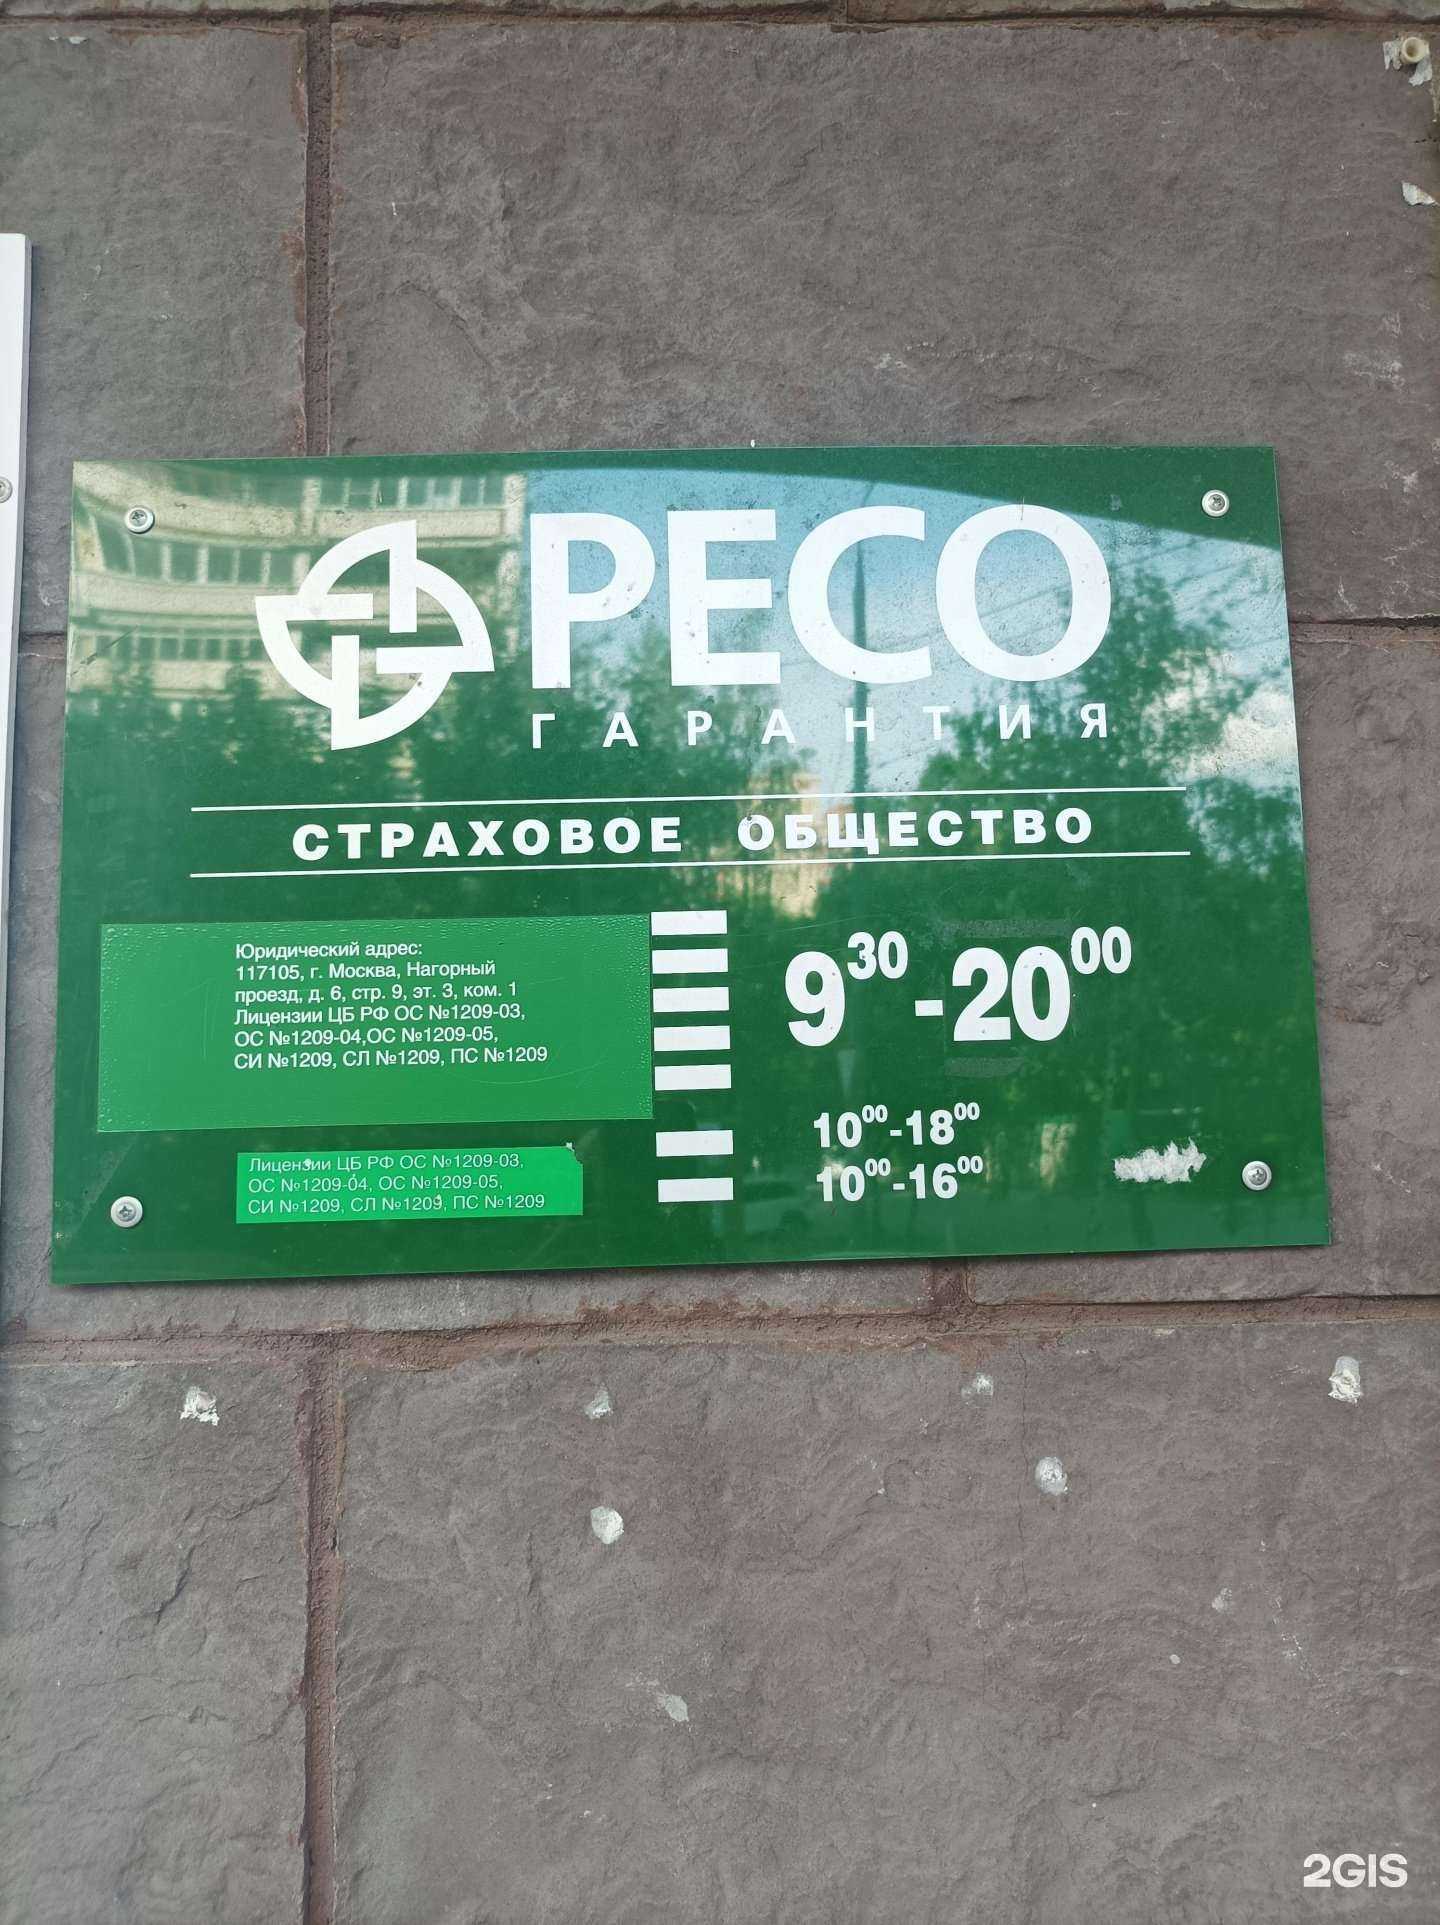 РЕСО
ГАРАНТИЯ
СТРАХОВОЕ ОБЩЕСТВО
Юридический адрес:
117105, г. Москва, Нагорный
проезд, д. 6, стр. 9, эт. 3, ком. 1
Лицензии ЦБ РФ ОС №1209-03,
ОС №1209-04,ОС №1209-05,
СИ №1209, СЛ №1209, ПС №1209
Лицензии ЦБ РФ ОС №1209-03,
ОС №1209-04, ОС №1209-05,
СИ №1209, СЛ №1209, ПС №1209
9³⁰-20⁰⁰
10⁰⁰-18⁰⁰
10⁰⁰-16⁰⁰
2GIS